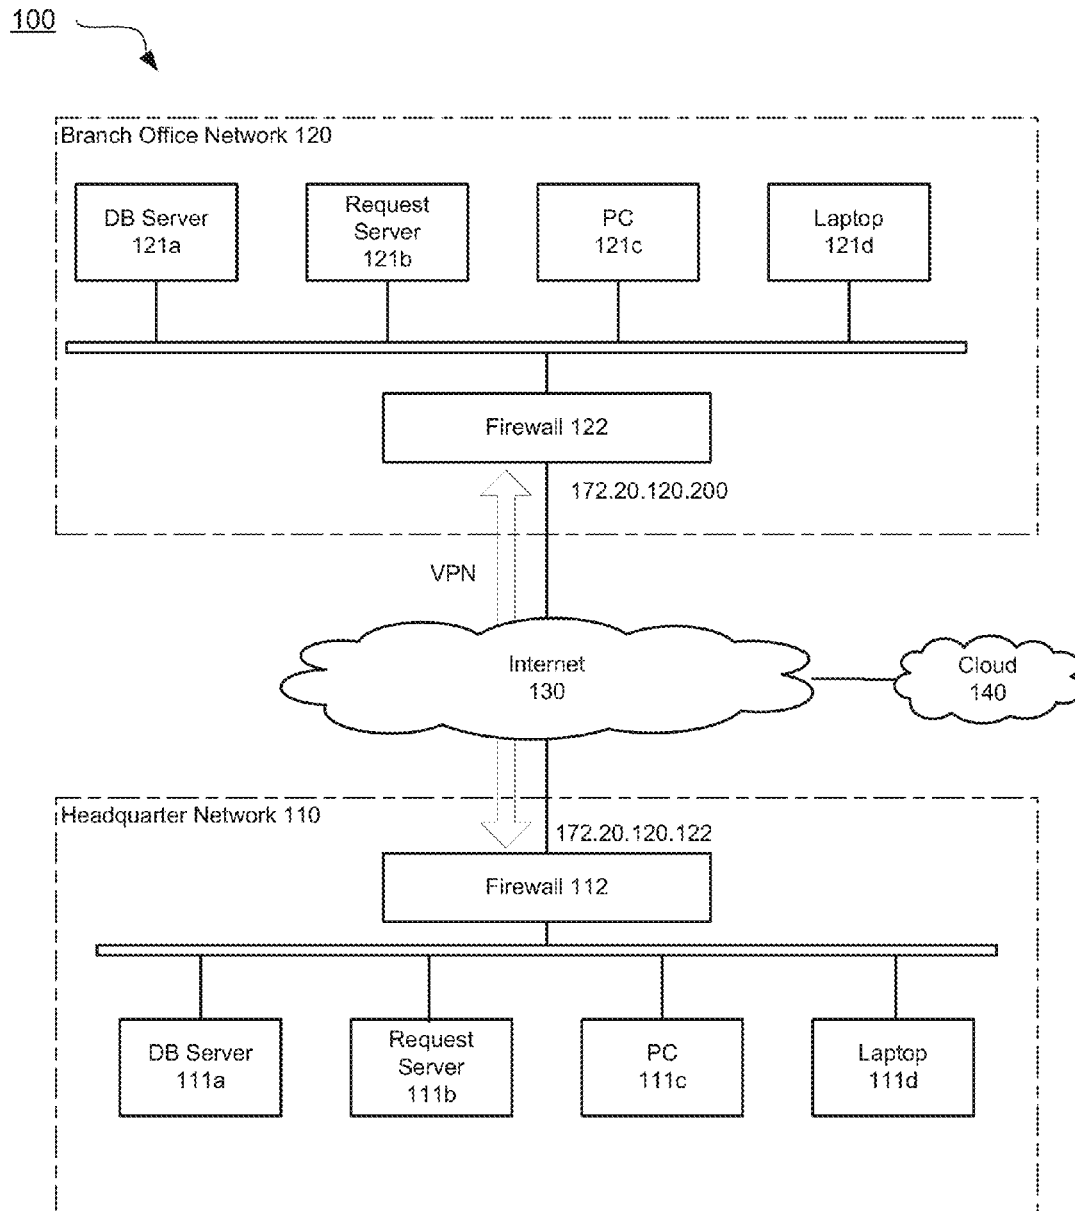 100
Branch Office Network 120
DB Server
121a
Request
Server
121b
PC
121c
Laptop
121d
Firewall 122
172.20.120.200
VPN
Internet
130
Cloud
140
Headquarter Network 110
172.20.120.122
Firewall 112
DB Server
111a
Request
Server
111b
PC
111c
Laptop
111d